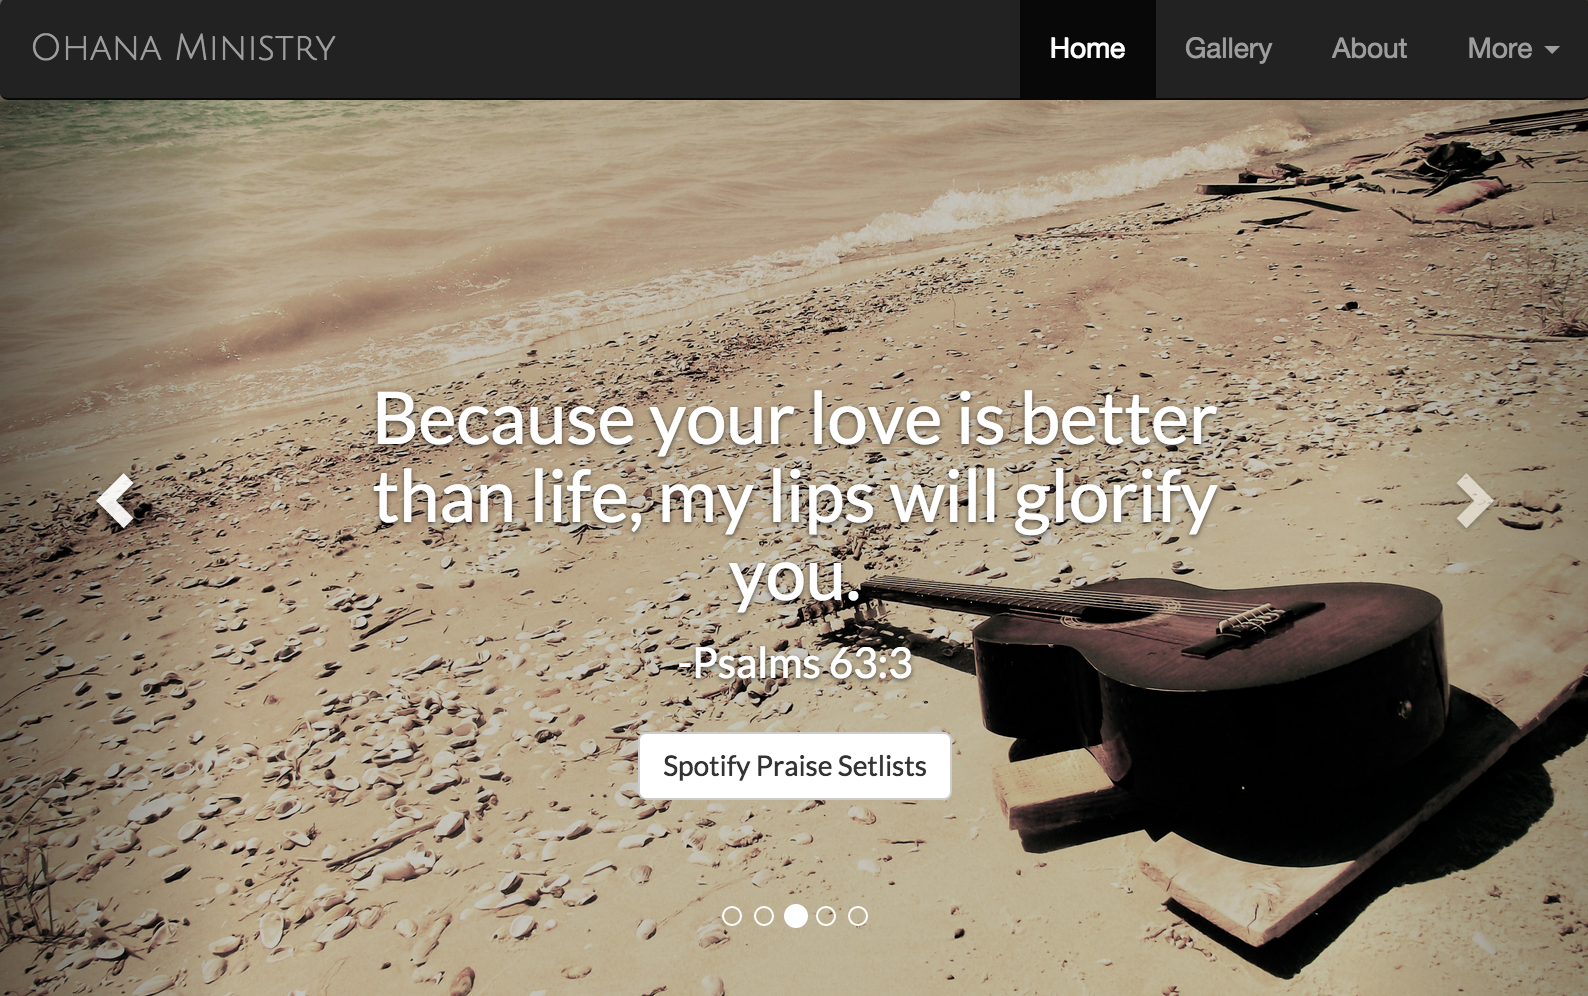 Ohana Ministry
Home Gallery About More
Because your love is better
than life, my lips will glorify
you.
-Psalms 63:3
Spotify Praise Setlists